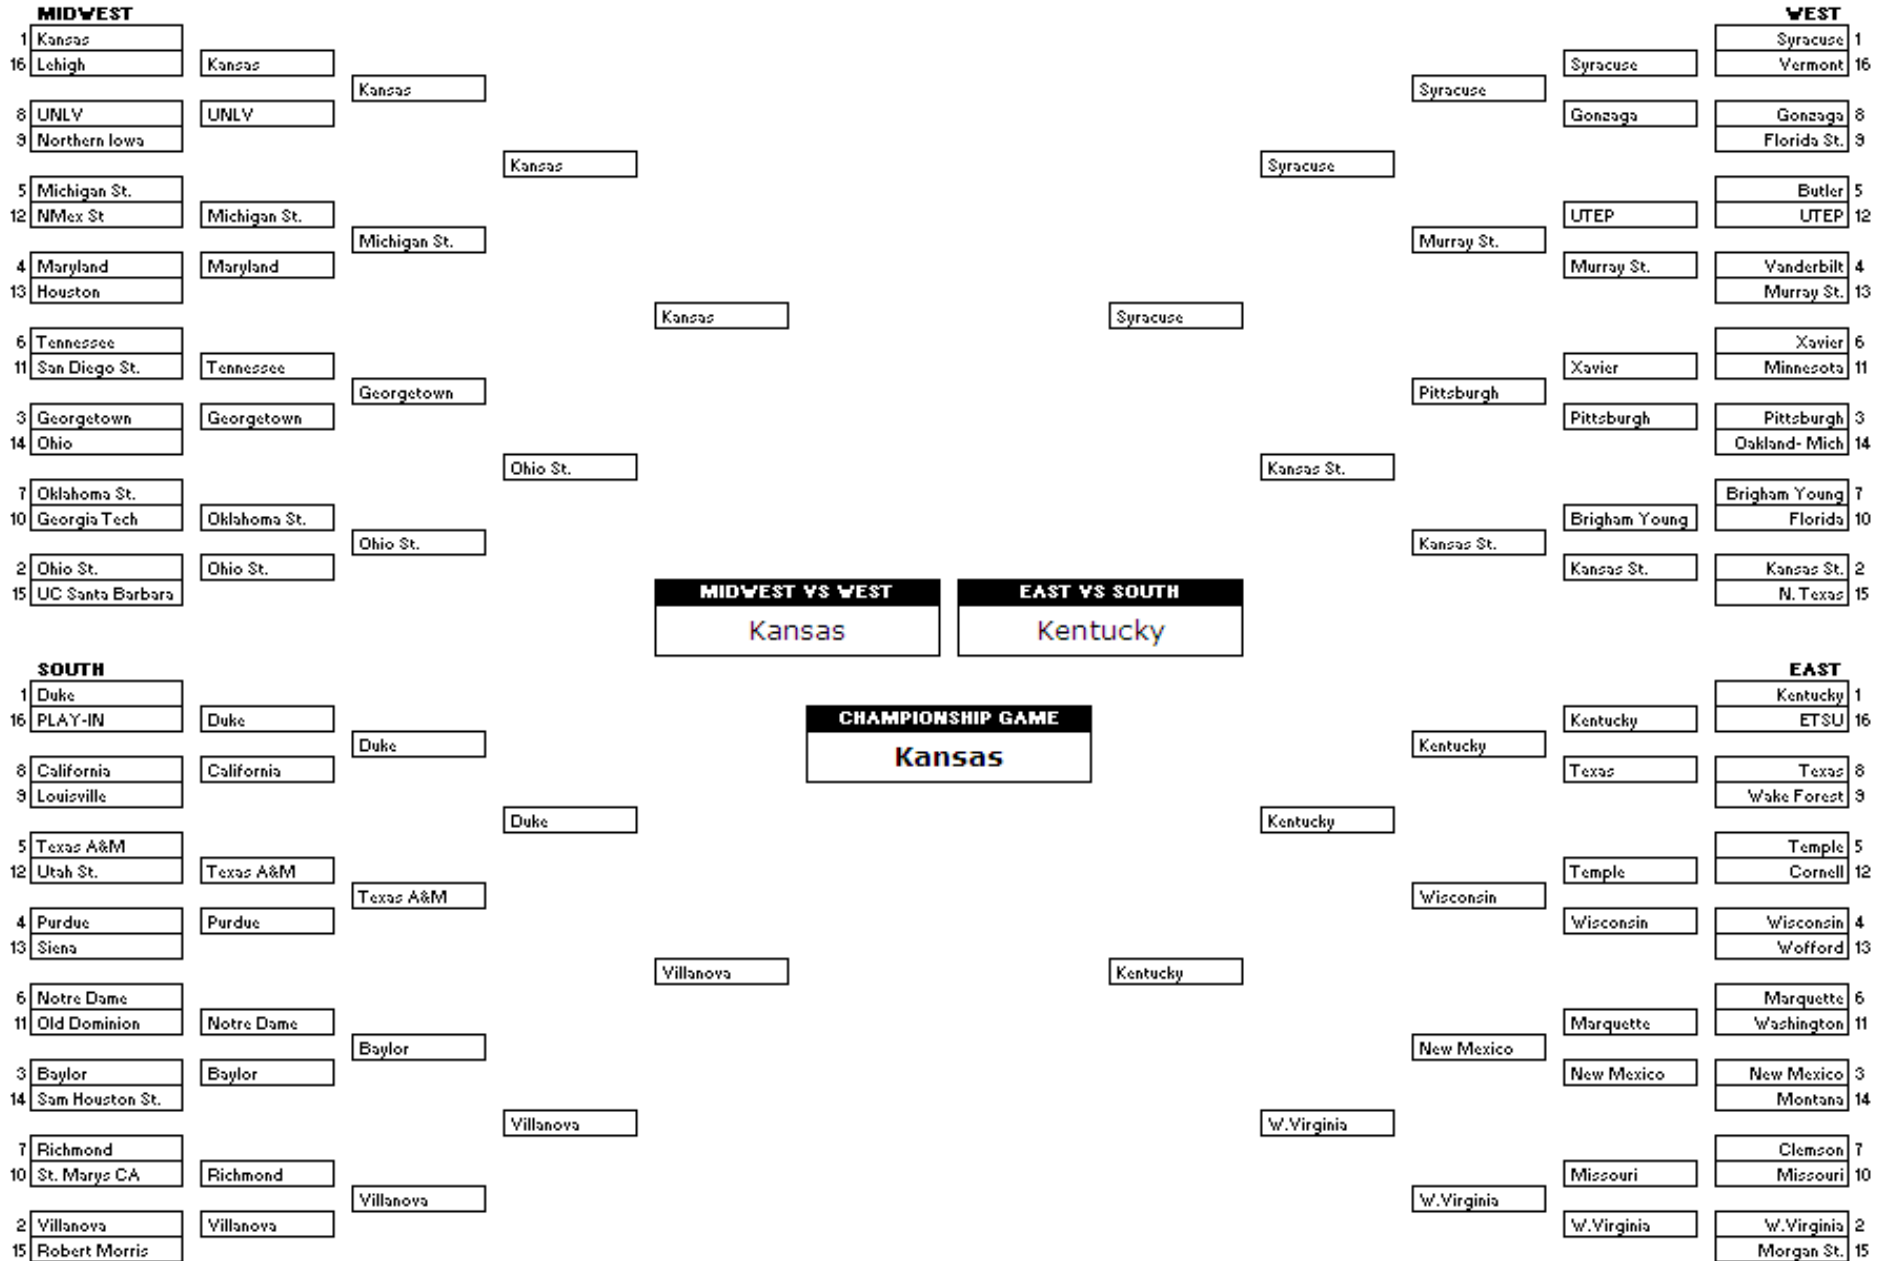 MIDWEST
1 Kansas
16 Lehigh
8 UNLV
9 Northern Iowa
5 Michigan St.
12 NMex St
4 Maryland
13 Houston
6 Tennessee
11 San Diego St.
3 Georgetown
14 Ohio
7 Oklahoma St.
10 Georgia Tech
2 Ohio St.
15 UC Santa Barbara
Kansas
UNLV
Michigan St.
Maryland
Tennessee
Georgetown
Oklahoma St.
Ohio St.
Kansas
Michigan St.
Georgetown
Ohio St.
Kansas
Ohio St.
Kansas
WEST
Syracuse 1
Vermont 16
Gonzaga 8
Florida St. 9
Butler 5
UTEP 12
Vanderbilt 4
Murray St. 13
Xavier 6
Minnesota 11
Pittsburgh 3
Oakland- Mich 14
Brigham Young 7
Florida 10
Kansas St. 2
N. Texas 15
Syracuse
Gonzaga
UTEP
Murray St.
Xavier
Pittsburgh
Brigham Young
Kansas St.
Syracuse
Murray St.
Pittsburgh
Kansas St.
Syracuse
Kansas St.
Syracuse
MIDWEST VS WEST
Kansas
EAST VS SOUTH
Kentucky
CHAMPIONSHIP GAME
Kansas
SOUTH
1 Duke
16 PLAY-IN
8 California
9 Louisville
5 Texas A&M
12 Utah St.
4 Purdue
13 Siena
6 Notre Dame
11 Old Dominion
3 Baylor
14 Sam Houston St.
7 Richmond
10 St. Marys CA
2 Villanova
15 Robert Morris
Duke
California
Texas A&M
Purdue
Notre Dame
Baylor
Richmond
Villanova
Duke
Texas A&M
Baylor
Villanova
Duke
Villanova
Villanova
EAST
Kentucky 1
ETSU 16
Texas 8
Wake Forest 9
Temple 5
Cornell 12
Wisconsin 4
Wofford 13
Marquette 6
Washington 11
New Mexico 3
Montana 14
Clemson 7
Missouri 10
W.Virginia 2
Morgan St. 15
Kentucky
Texas
Temple
Wisconsin
Marquette
New Mexico
Missouri
W.Virginia
Kentucky
Wisconsin
New Mexico
W.Virginia
Kentucky
W.Virginia
Kentucky